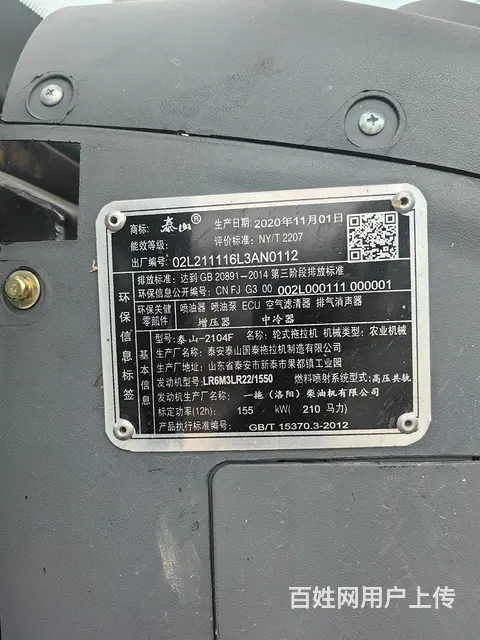 商标: 泰山® 生产日期: 2020年11月01日
能效等级: 评价标准: NY/T 2207
出厂编号: 02L211116L3AN0112
环保信息标签
排放标准: 达到 GB 20891-2014 第三阶段排放标准
环保信息公开编号: CN FJ G3 00 002L000111 000001
环保关键零部件 喷油器 喷油泵 ECU 空气滤清器 排气消声器
增压器 中冷器
基本信息
型号: 泰山-2104F 名称: 轮式拖拉机 机械类型: 农业机械
生产厂名称: 泰安泰山国泰拖拉机制造有限公司
生产厂地址: 山东省泰安市新泰市果都镇工业园
发动机型号: LR6M3LR22/1550 燃料喷射系统型式: 高压共轨
发动机生产厂名称: 一拖 (洛阳) 柴油机有限公司
标定功率(12h): 155 kW( 210 马力)
产品执行标准编号: GB/T 15370.3-2012
百姓网用户上传